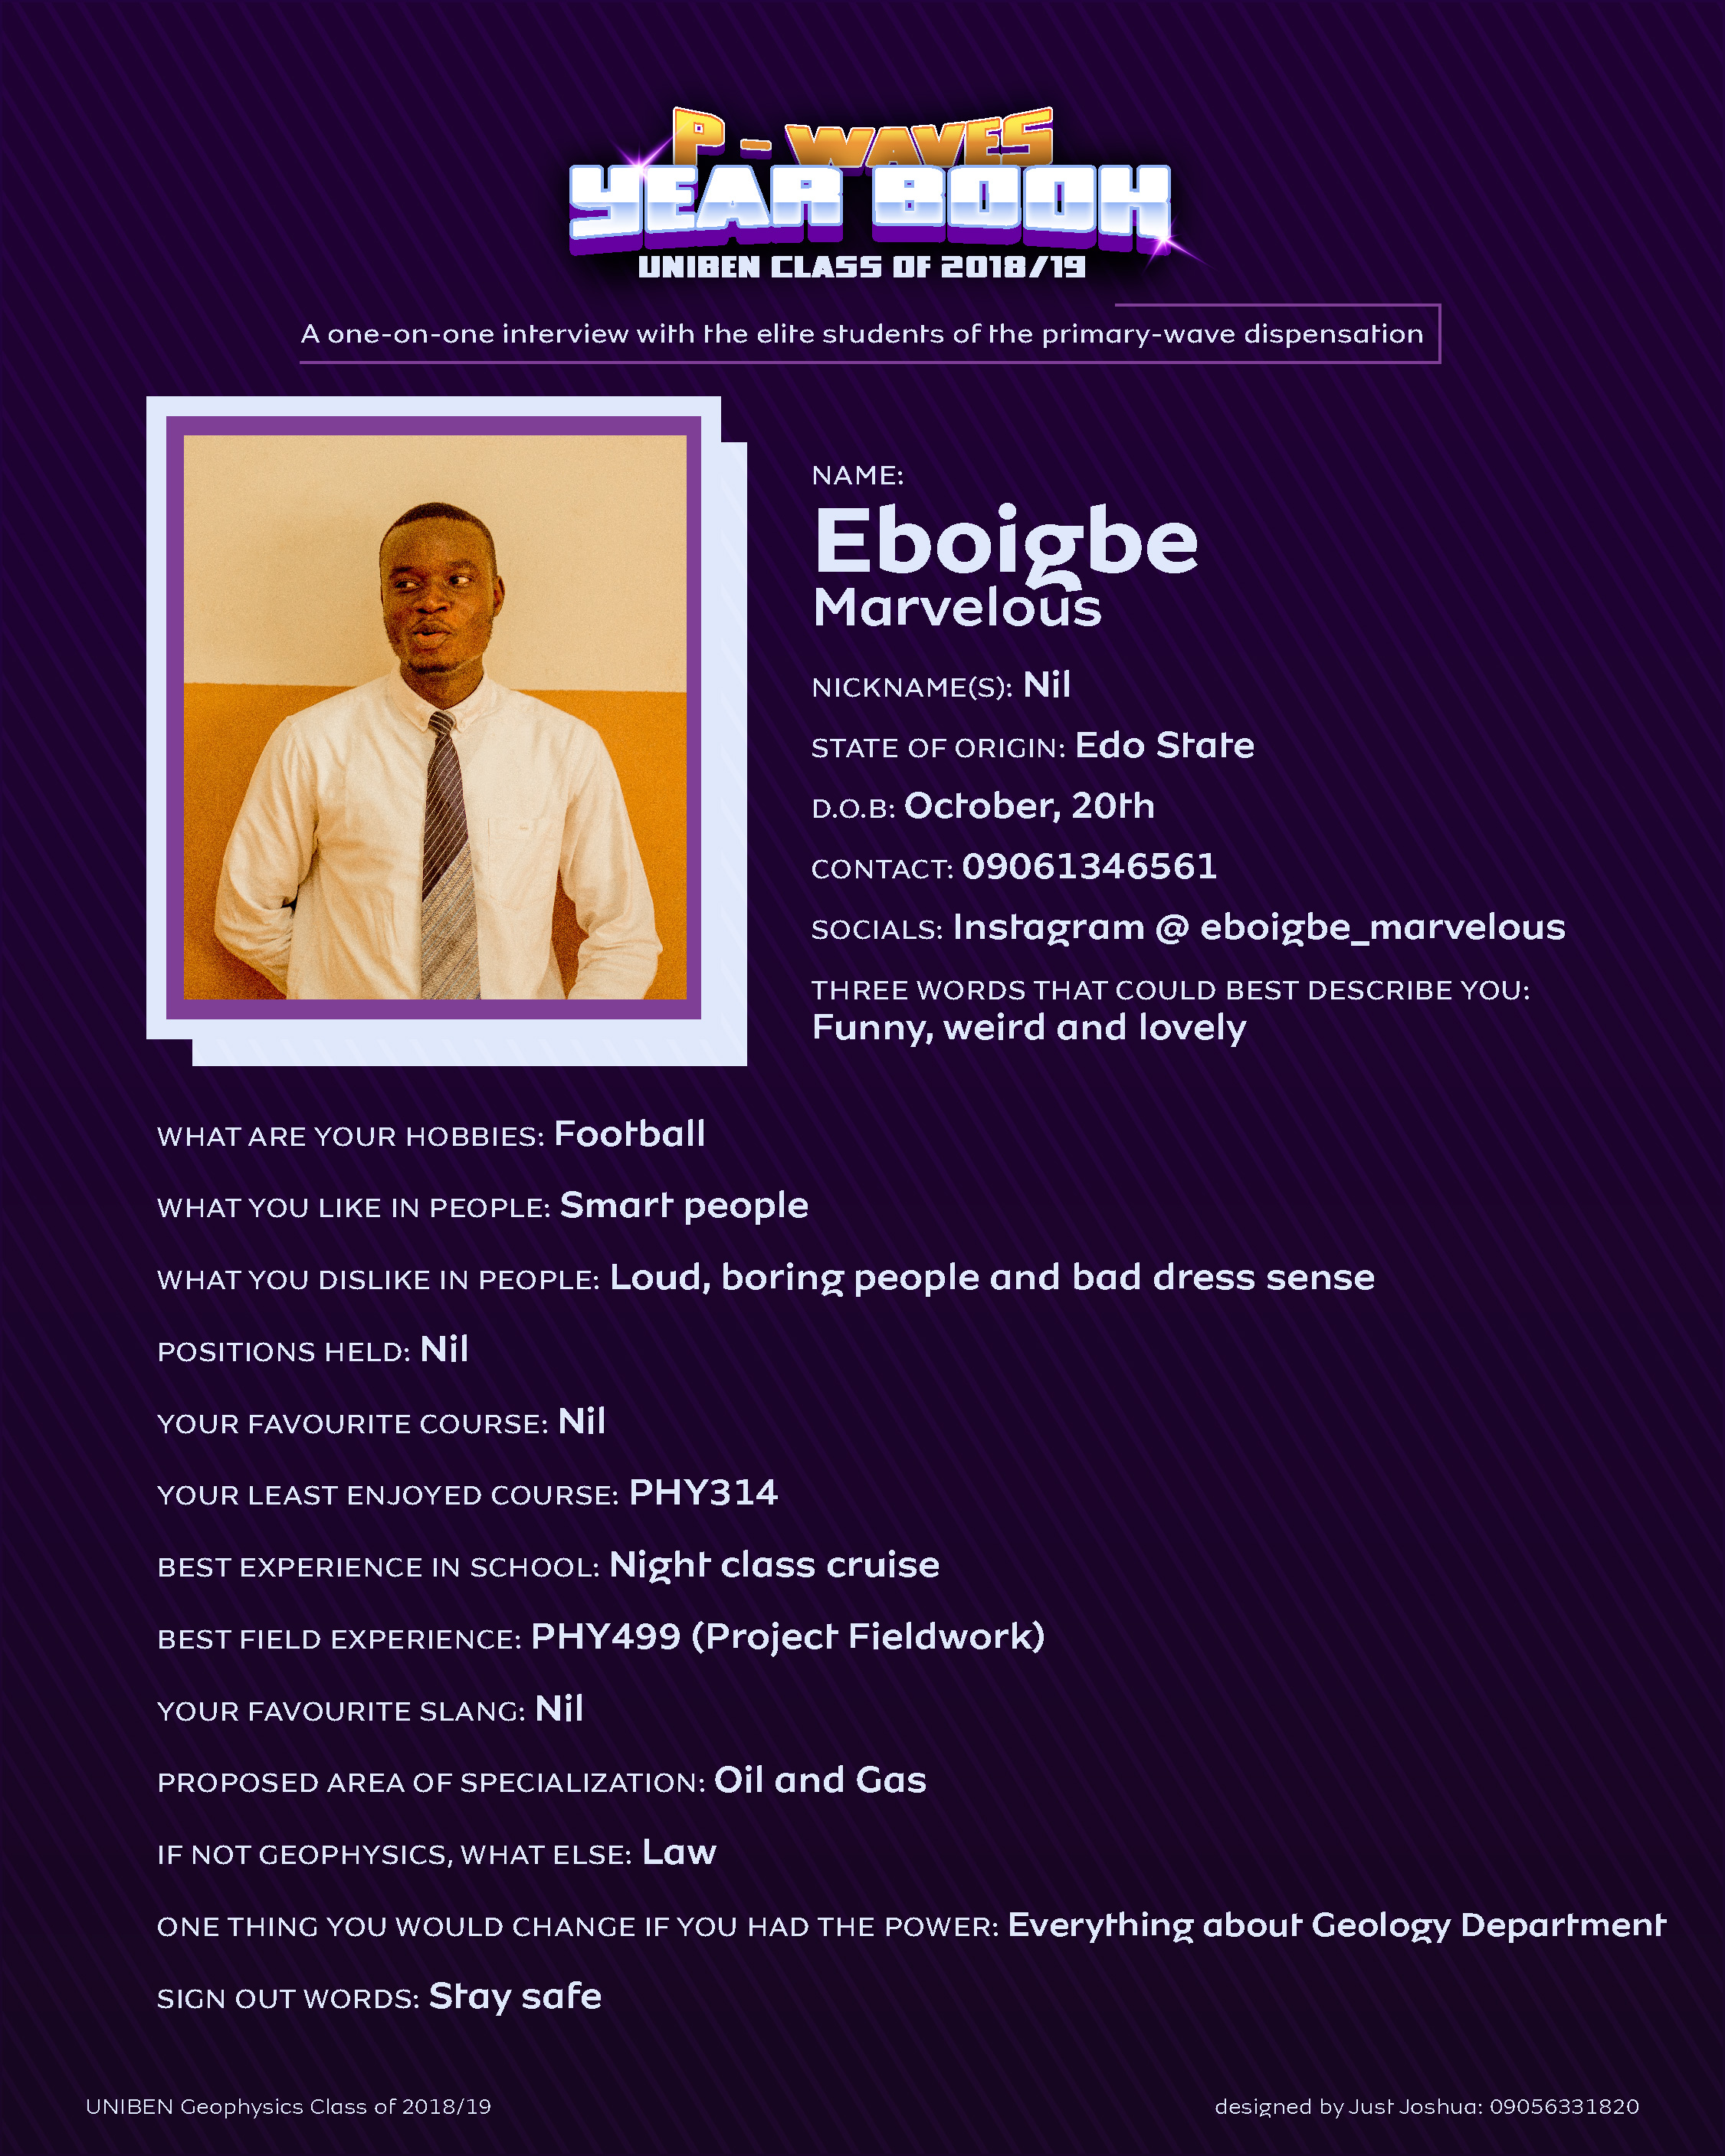 P - WAVES
YEAR BOOK
UNIBEN CLASS OF 2018/19
A one-on-one interview with the elite students of the primary-wave dispensation
NAME:
Eboigbe
Marvelous
NICKNAME(S): Nil
STATE OF ORIGIN: Edo State
D.O.B: October, 20th
CONTACT: 09061346561
SOCIALS: Instagram @ eboigbe_marvelous
THREE WORDS THAT COULD BEST DESCRIBE YOU:
Funny, weird and lovely
WHAT ARE YOUR HOBBIES: Football
WHAT YOU LIKE IN PEOPLE: Smart people
WHAT YOU DISLIKE IN PEOPLE: Loud, boring people and bad dress sense
POSITIONS HELD: Nil
YOUR FAVOURITE COURSE: Nil
YOUR LEAST ENJOYED COURSE: PHY314
BEST EXPERIENCE IN SCHOOL: Night class cruise
BEST FIELD EXPERIENCE: PHY499 (Project Fieldwork)
YOUR FAVOURITE SLANG: Nil
PROPOSED AREA OF SPECIALIZATION: Oil and Gas
IF NOT GEOPHYSICS, WHAT ELSE: Law
ONE THING YOU WOULD CHANGE IF YOU HAD THE POWER: Everything about Geology Department
SIGN OUT WORDS: Stay safe
UNIBEN Geophysics Class of 2018/19
designed by Just Joshua: 09056331820